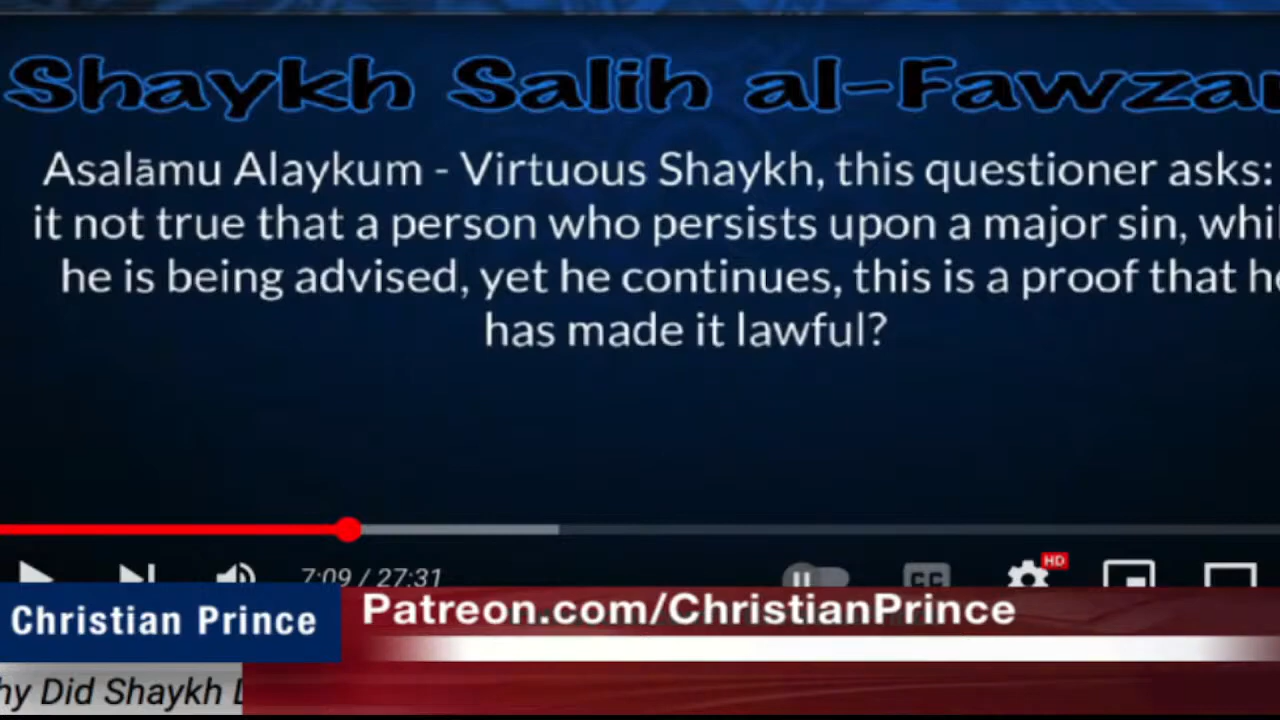 Shaykh Salih al-Fawza
Asalāmu Alaykum - Virtuous Shaykh, this questioner asks:
it not true that a person who persists upon a major sin, whi
he is being advised, yet he continues, this is a proof that h
has made it lawful?
7:09 / 27:31
CC
HD
Christian Prince
Patreon.com/ChristianPrince
hy Did Shaykh